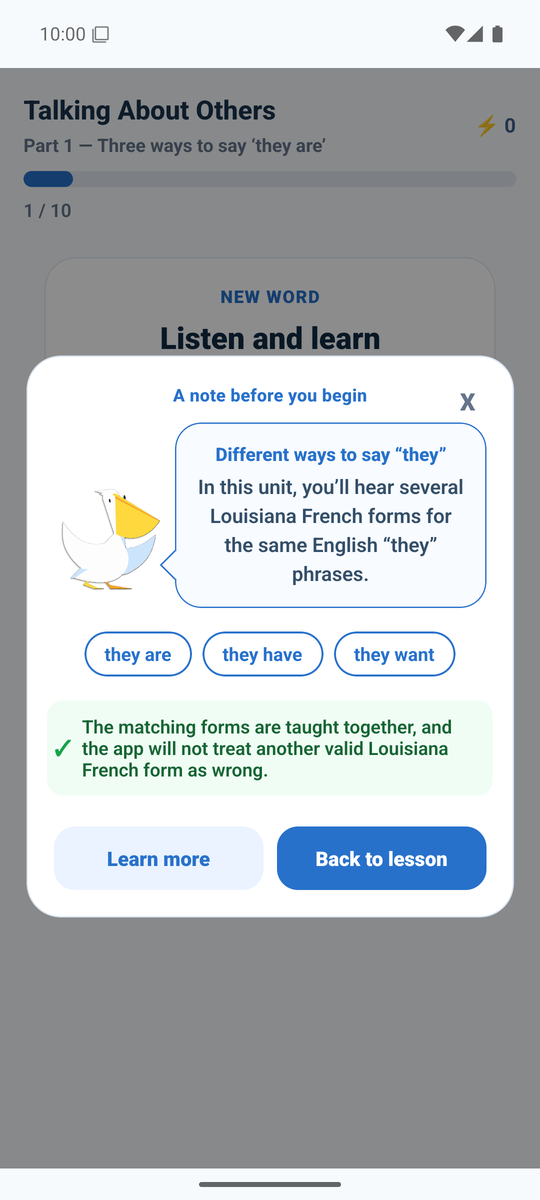 10:00
Talking About Others
Part 1 — Three ways to say ‘they are’
⚡ 0
1 / 10
NEW WORD
Listen and learn
A note before you begin
X
Different ways to say “they”
In this unit, you’ll hear several
Louisiana French forms for
the same English “they”
phrases.
they are
they have
they want
✓ The matching forms are taught together, and
the app will not treat another valid Louisiana
French form as wrong.
Learn more
Back to lesson